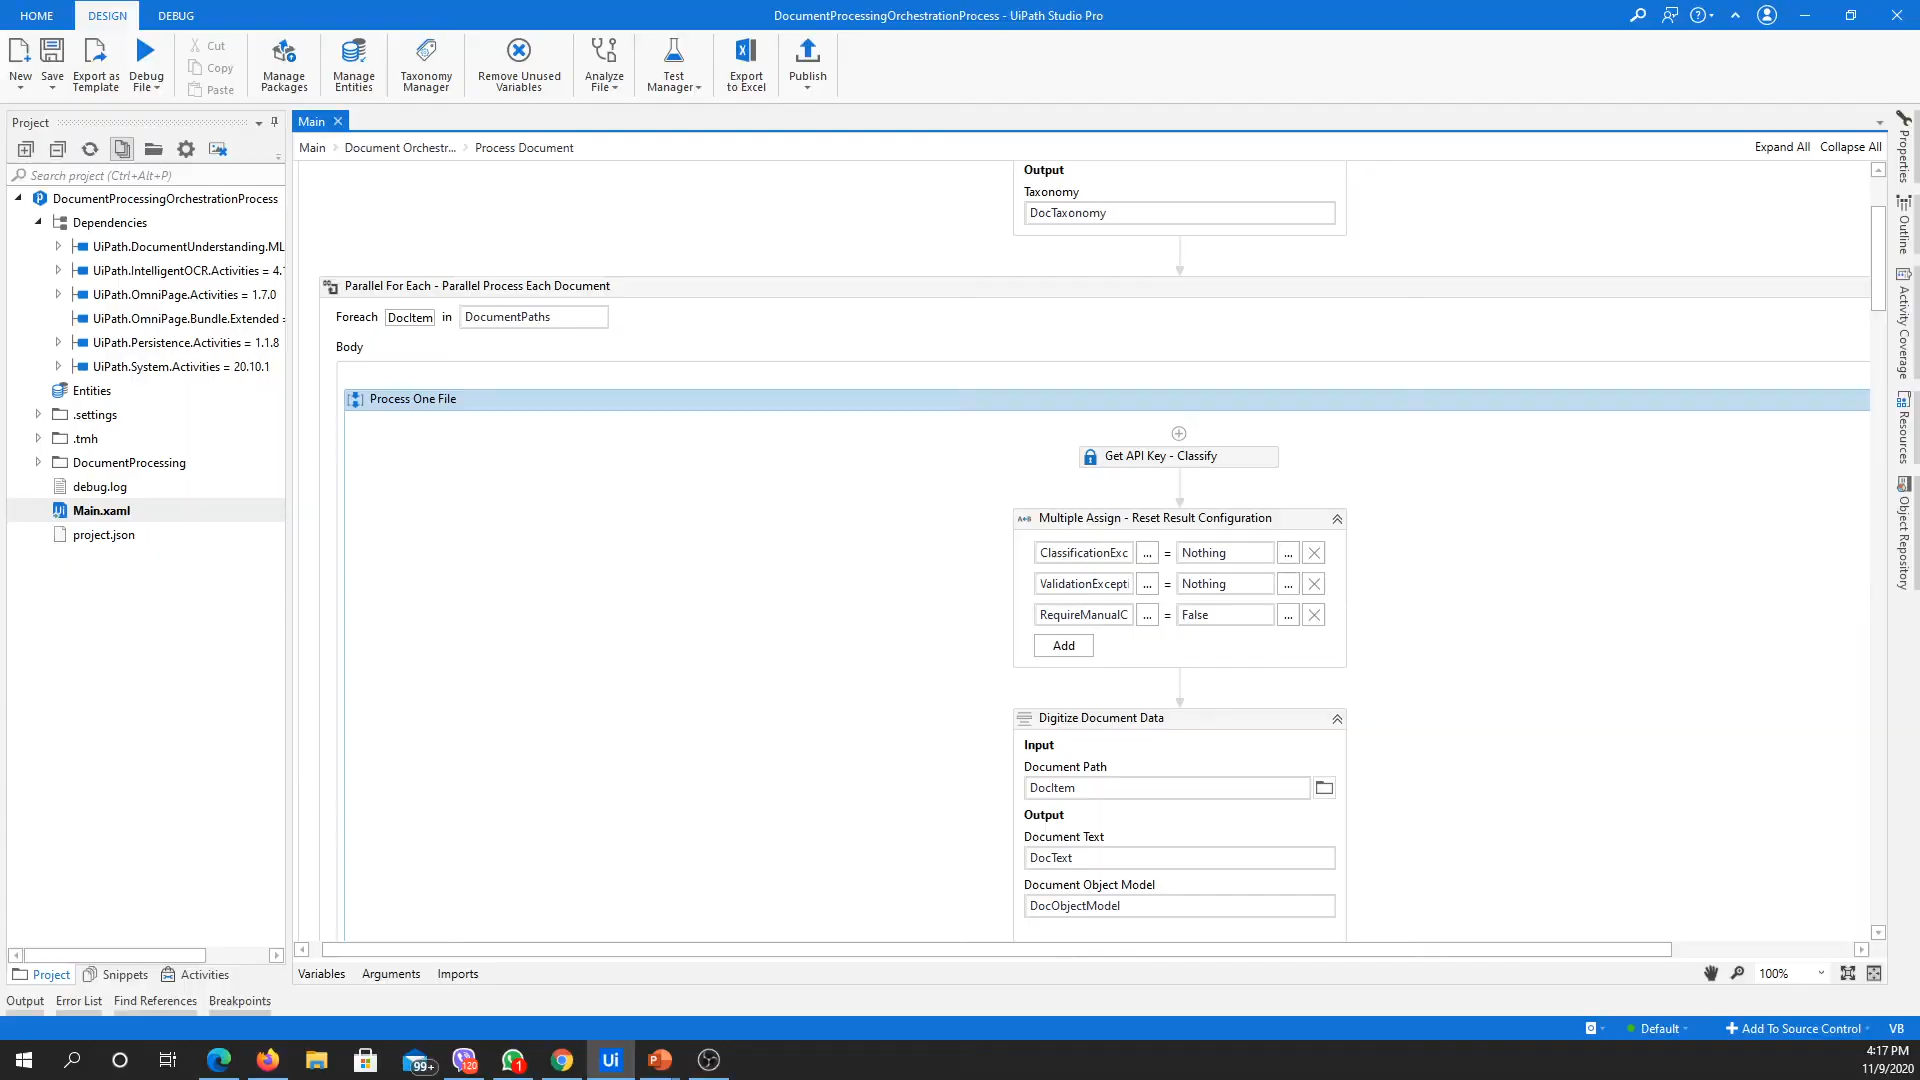 HOME DESIGN DEBUG DocumentProcessingOrchestrationProcess - UiPath Studio Pro
New Save Export as Template Debug File Cut Copy Paste Manage Packages Manage Entities Taxonomy Manager Remove Unused Variables Analyze File Test Manager Export to Excel Publish
Project
Search project (Ctrl+Alt+P)
DocumentProcessingOrchestrationProcess
Dependencies
UiPath.DocumentUnderstanding.ML
UiPath.IntelligentOCR.Activities = 4.
UiPath.OmniPage.Activities = 1.7.0
UiPath.OmniPage.Bundle.Extended =
UiPath.Persistence.Activities = 1.1.8
UiPath.System.Activities = 20.10.1
Entities
.settings
.tmh
DocumentProcessing
debug.log
Main.xaml
project.json
Project Snippets Activities
Main
Main Document Orchestr... Process Document Expand All Collapse All
Output
Taxonomy
DocTaxonomy
Parallel For Each - Parallel Process Each Document
Foreach DocItem in DocumentPaths
Body
Process One File
Get API Key - Classify
Multiple Assign - Reset Result Configuration
ClassificationExc ... = Nothing ...
ValidationExcepti ... = Nothing ...
RequireManualC ... = False ...
Add
Digitize Document Data
Input
Document Path
DocItem
Output
Document Text
DocText
Document Object Model
DocObjectModel
Variables Arguments Imports 100%
Properties
Outline
Activity Coverage
Resources
Object Repository
Output Error List Find References Breakpoints
Default Add To Source Control VB
99+ 120 1 Ui
4:17 PM
11/9/2020